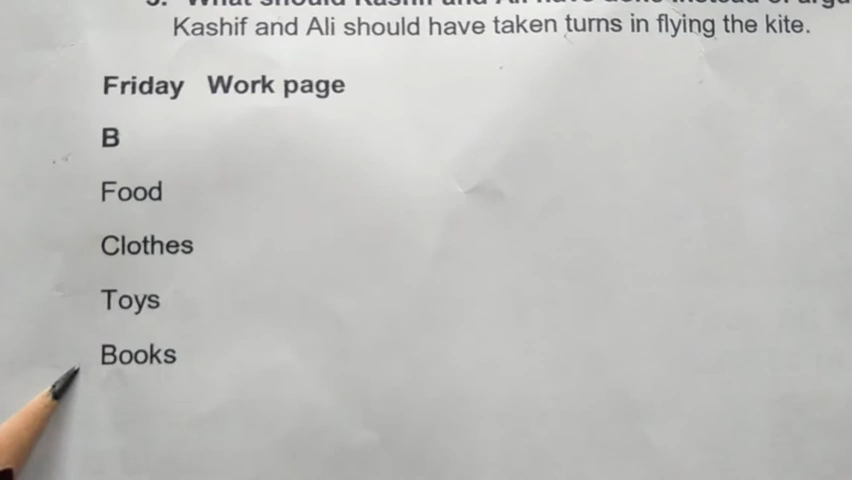 Kashif and Ali should have taken turns in flying the kite.
Friday Work page
B
Food
Clothes
Toys
Books